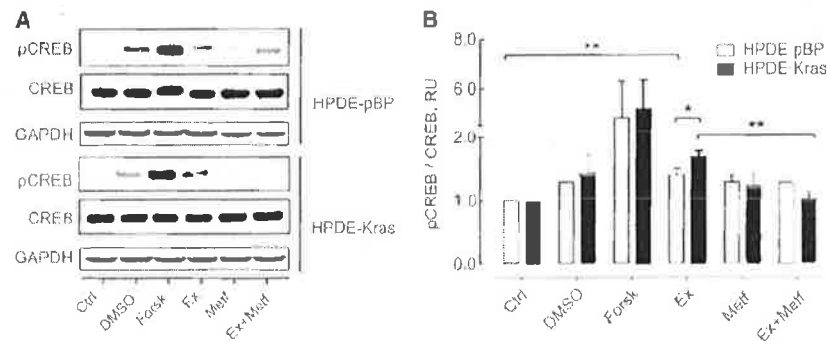 A
pCREB
CREB
GAPDH
HPDE-pBP
pCREB
CREB
GAPDH
HPDE-Kras
Ctrl
DMSO
Forsk
Ex
Metf
Ex+Metf
B
pCREB / CREB, RU
8.0
6.0
2.0
1.0
0.0
**
*
**
HPDE pBP
HPDE Kras
Ctrl
DMSO
Forsk
Ex
Metf
Ex+Metf